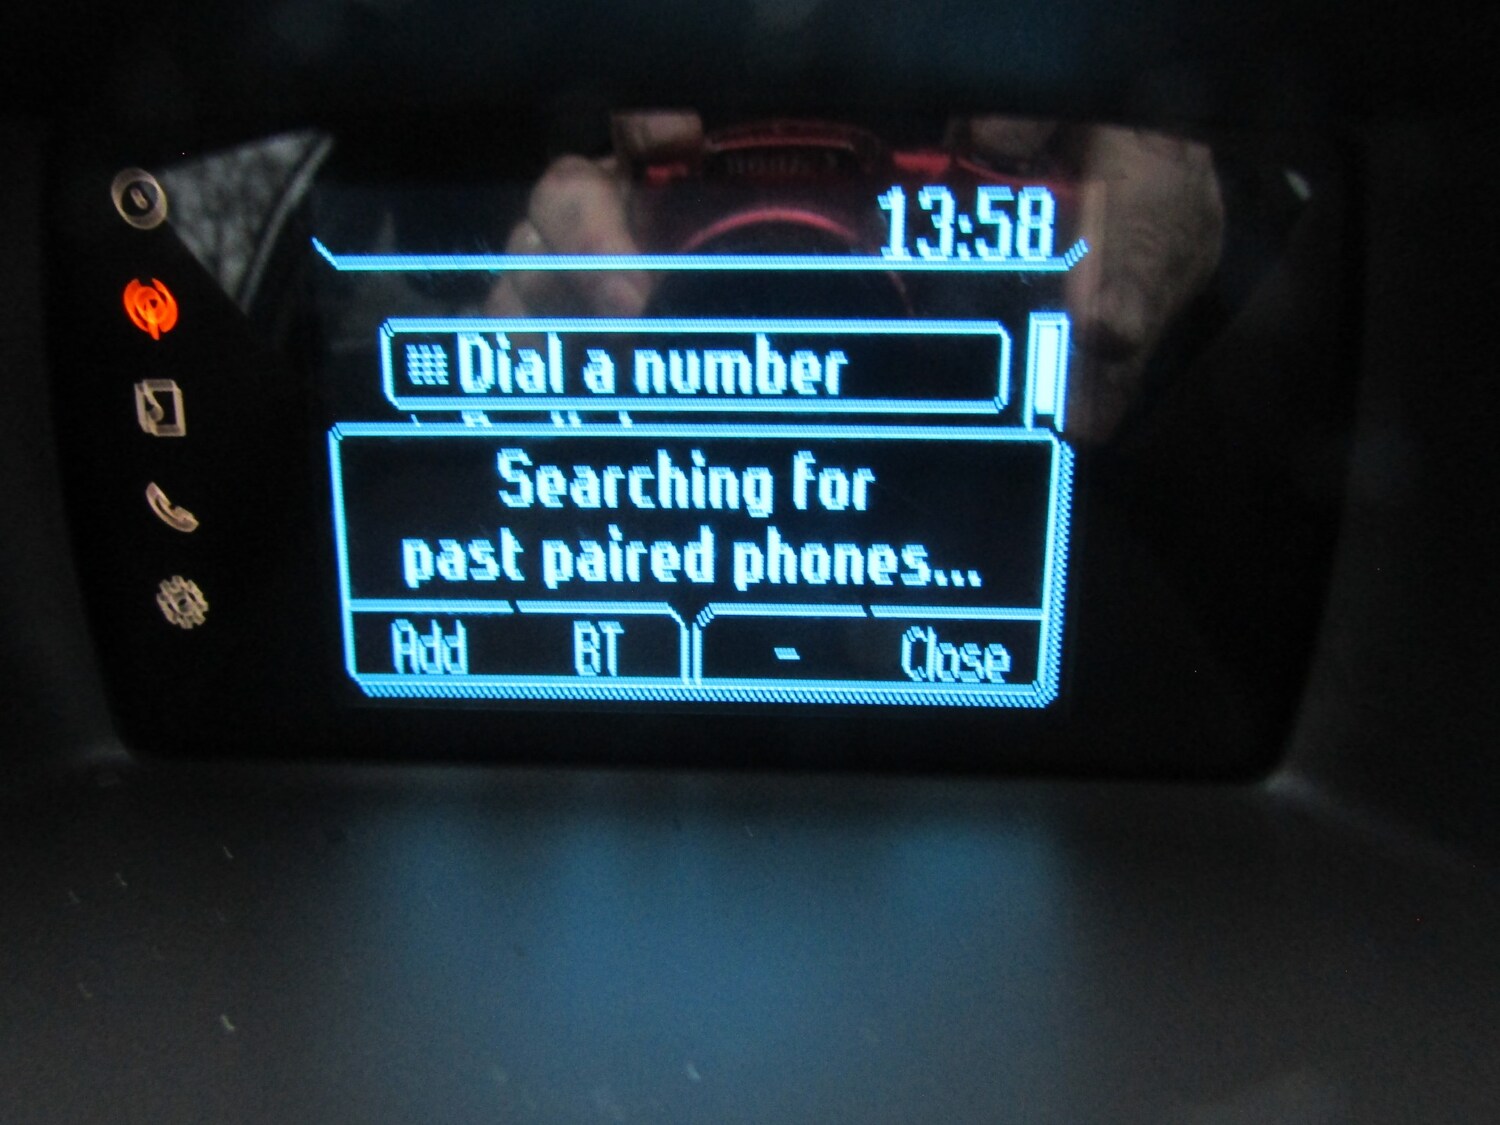 13:58
Dial a number
Searching for
past paired phones...
Add BT - Close